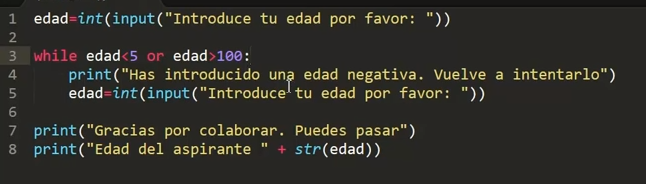 1 edad=int(input("Introduce tu edad por favor: "))
2
3 while edad<5 or edad>100:
4     print("Has introducido una edad negativa. Vuelve a intentarlo")
5     edad=int(input("Introduce tu edad por favor: "))
6
7 print("Gracias por colaborar. Puedes pasar")
8 print("Edad del aspirante " + str(edad))